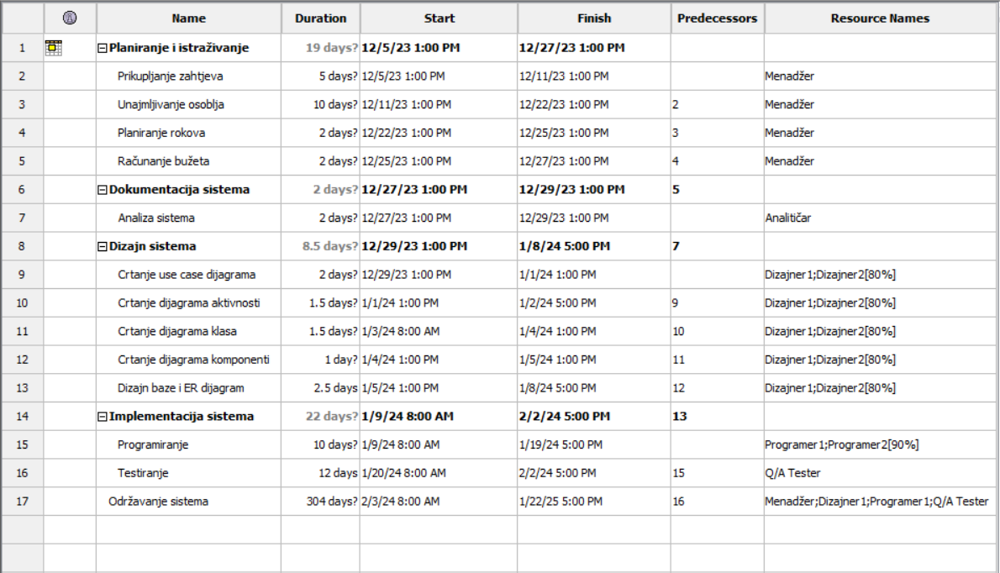 Name Duration Start Finish Predecessors Resource Names
1 Planiranje i istraživanje 19 days? 12/5/23 1:00 PM 12/27/23 1:00 PM
2 Prikupljanje zahtjeva 5 days? 12/5/23 1:00 PM 12/11/23 1:00 PM Menadžer
3 Unajmljivanje osoblja 10 days? 12/11/23 1:00 PM 12/22/23 1:00 PM 2 Menadžer
4 Planiranje rokova 2 days? 12/22/23 1:00 PM 12/25/23 1:00 PM 3 Menadžer
5 Računanje bužeta 2 days? 12/25/23 1:00 PM 12/27/23 1:00 PM 4 Menadžer
6 Dokumentacija sistema 2 days? 12/27/23 1:00 PM 12/29/23 1:00 PM 5
7 Analiza sistema 2 days? 12/27/23 1:00 PM 12/29/23 1:00 PM Analitičar
8 Dizajn sistema 8.5 days? 12/29/23 1:00 PM 1/8/24 5:00 PM 7
9 Crtanje use case dijagrama 2 days? 12/29/23 1:00 PM 1/1/24 1:00 PM Dizajner1;Dizajner2[80%]
10 Crtanje dijagrama aktivnosti 1.5 days? 1/1/24 1:00 PM 1/2/24 5:00 PM 9 Dizajner1;Dizajner2[80%]
11 Crtanje dijagrama klasa 1.5 days? 1/3/24 8:00 AM 1/4/24 1:00 PM 10 Dizajner1;Dizajner2[80%]
12 Crtanje dijagrama komponenti 1 day? 1/4/24 1:00 PM 1/5/24 1:00 PM 11 Dizajner1;Dizajner2[80%]
13 Dizajn baze i ER dijagram 2.5 days 1/5/24 1:00 PM 1/8/24 5:00 PM 12 Dizajner1;Dizajner2[80%]
14 Implementacija sistema 22 days? 1/9/24 8:00 AM 2/2/24 5:00 PM 13
15 Programiranje 10 days? 1/9/24 8:00 AM 1/19/24 5:00 PM Programer1;Programer2[90%]
16 Testiranje 12 days 1/20/24 8:00 AM 2/2/24 5:00 PM 15 Q/A Tester
17 Održavanje sistema 304 days? 2/3/24 8:00 AM 1/22/25 5:00 PM 16 Menadžer;Dizajner1;Programer1;Q/A Tester